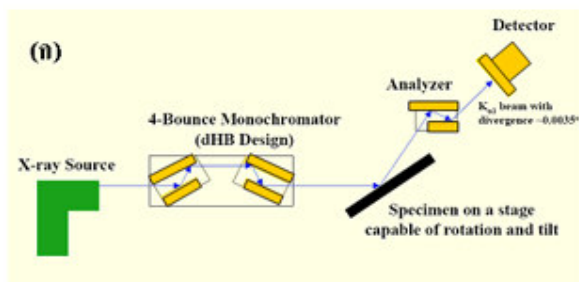 (ก)
Detector
Analyzer
Kα1 beam with
divergence ~0.0035°
4-Bounce Monochromator
(dHB Design)
X-ray Source
Specimen on a stage
capable of rotation and tilt